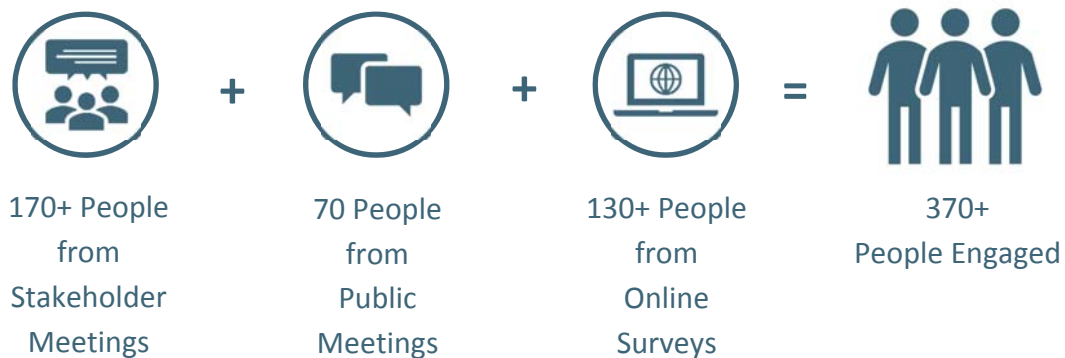 +
+
=
170+ People
from
Stakeholder
Meetings
70 People
from
Public
Meetings
130+ People
from
Online
Surveys
370+
People Engaged